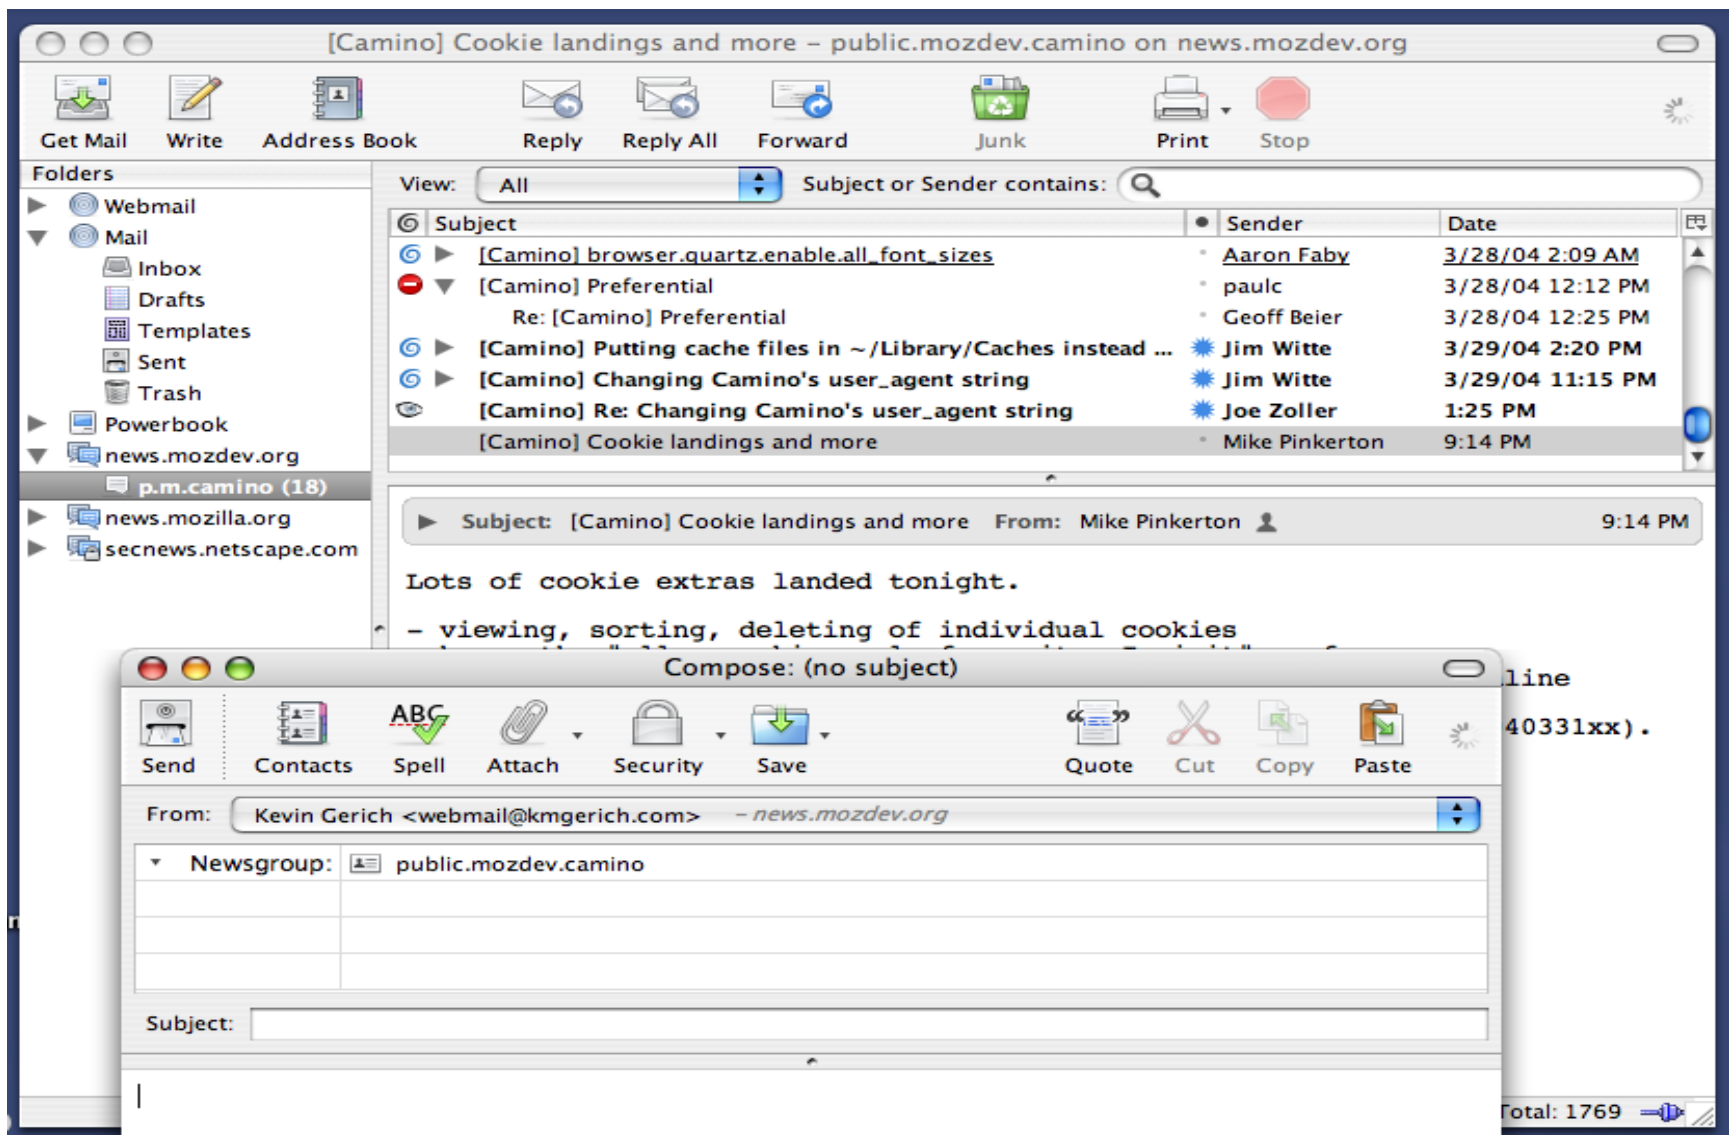 [Camino] Cookie landings and more – public.mozdev.camino on news.mozdev.org
Get Mail Write Address Book Reply Reply All Forward Junk Print Stop
Folders
Webmail
Mail
Inbox
Drafts
Templates
Sent
Trash
Powerbook
news.mozdev.org
p.m.camino (18)
news.mozilla.org
secnews.netscape.com
View: All Subject or Sender contains:
Subject Sender Date
[Camino] browser.quartz.enable.all_font_sizes Aaron Faby 3/28/04 2:09 AM
[Camino] Preferential paulc 3/28/04 12:12 PM
Re: [Camino] Preferential Geoff Beier 3/28/04 12:25 PM
[Camino] Putting cache files in ~/Library/Caches instead ... Jim Witte 3/29/04 2:20 PM
[Camino] Changing Camino's user_agent string Jim Witte 3/29/04 11:15 PM
[Camino] Re: Changing Camino's user_agent string Joe Zoller 1:25 PM
[Camino] Cookie landings and more Mike Pinkerton 9:14 PM
Subject: [Camino] Cookie landings and more From: Mike Pinkerton 9:14 PM
Lots of cookie extras landed tonight.
- viewing, sorting, deleting of individual cookies
line
40331xx).
Compose: (no subject)
Send Contacts Spell Attach Security Save Quote Cut Copy Paste
From: Kevin Gerich <webmail@kmgerich.com> – news.mozdev.org
Newsgroup: public.mozdev.camino
Subject:
Total: 1769